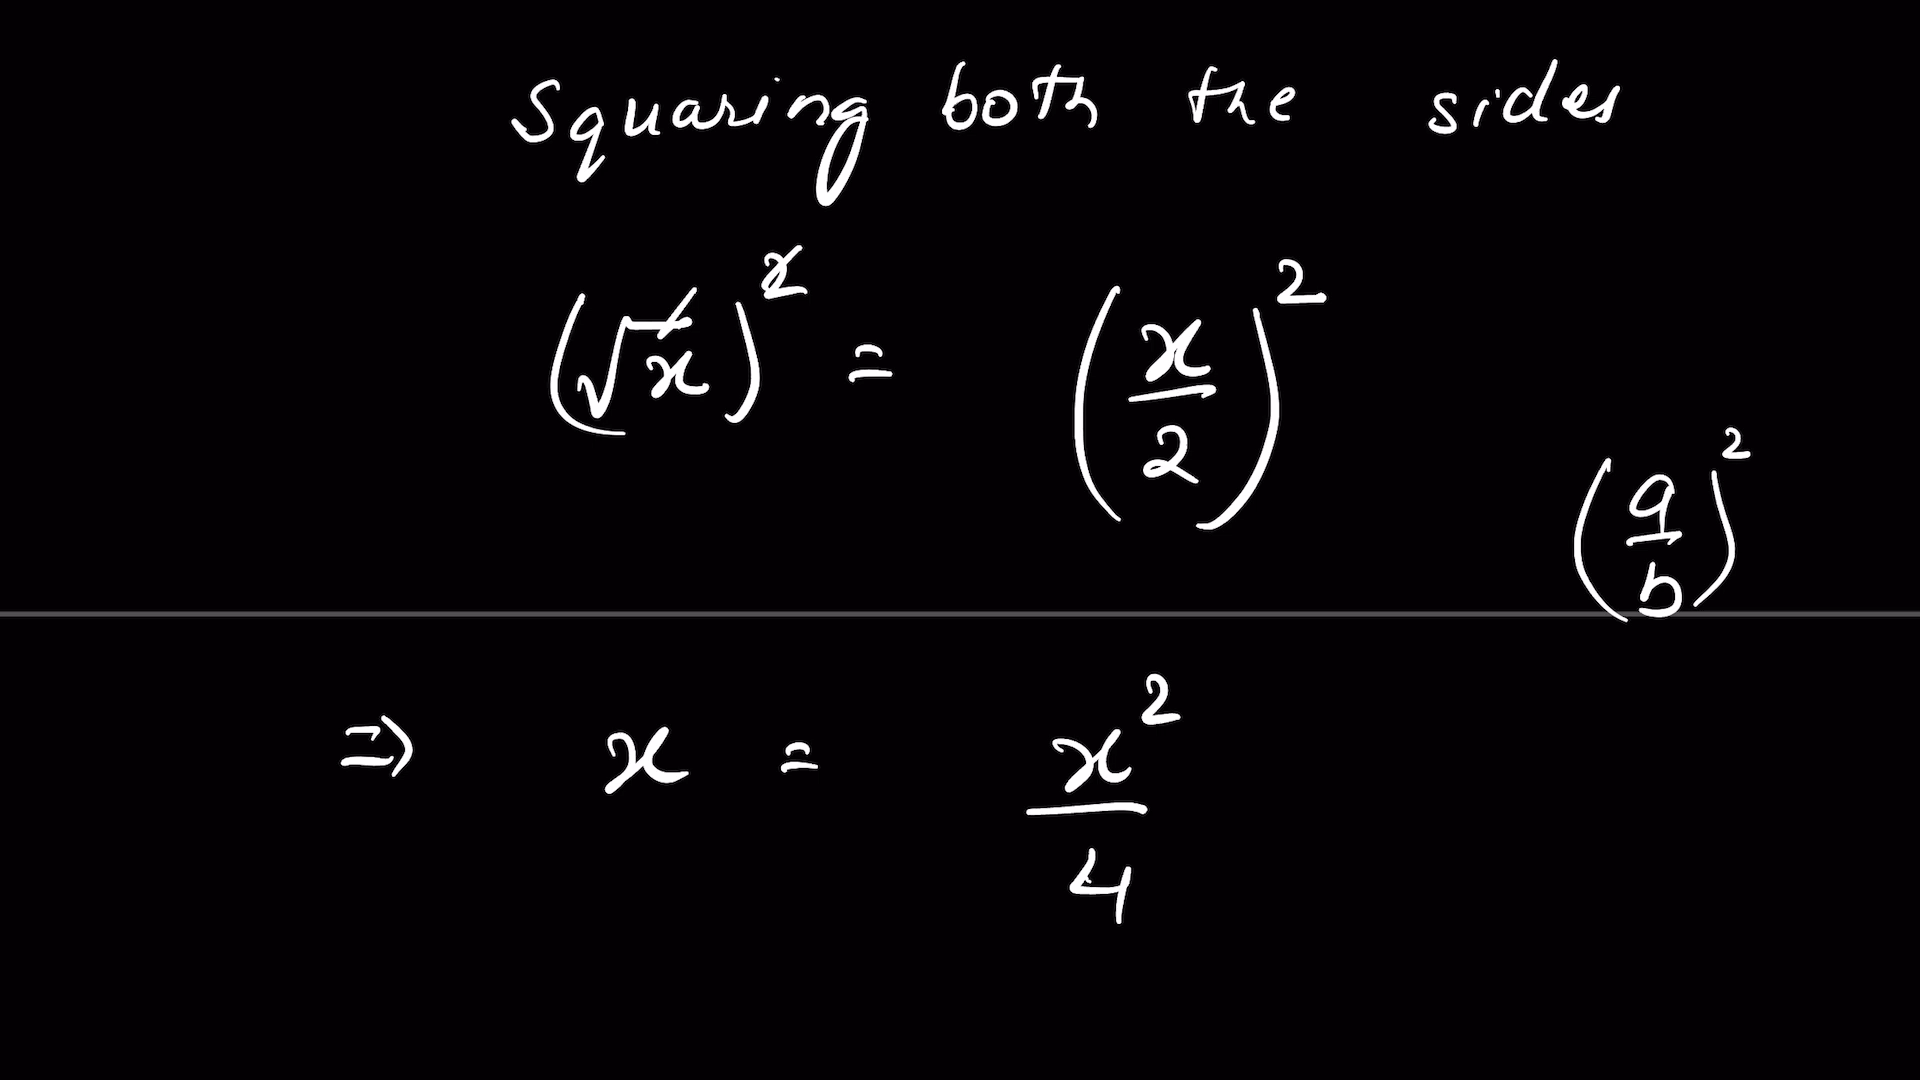 Squaring both the sides
(√x)² = (x/2)²
(a/b)²
⇒ x = x²/4